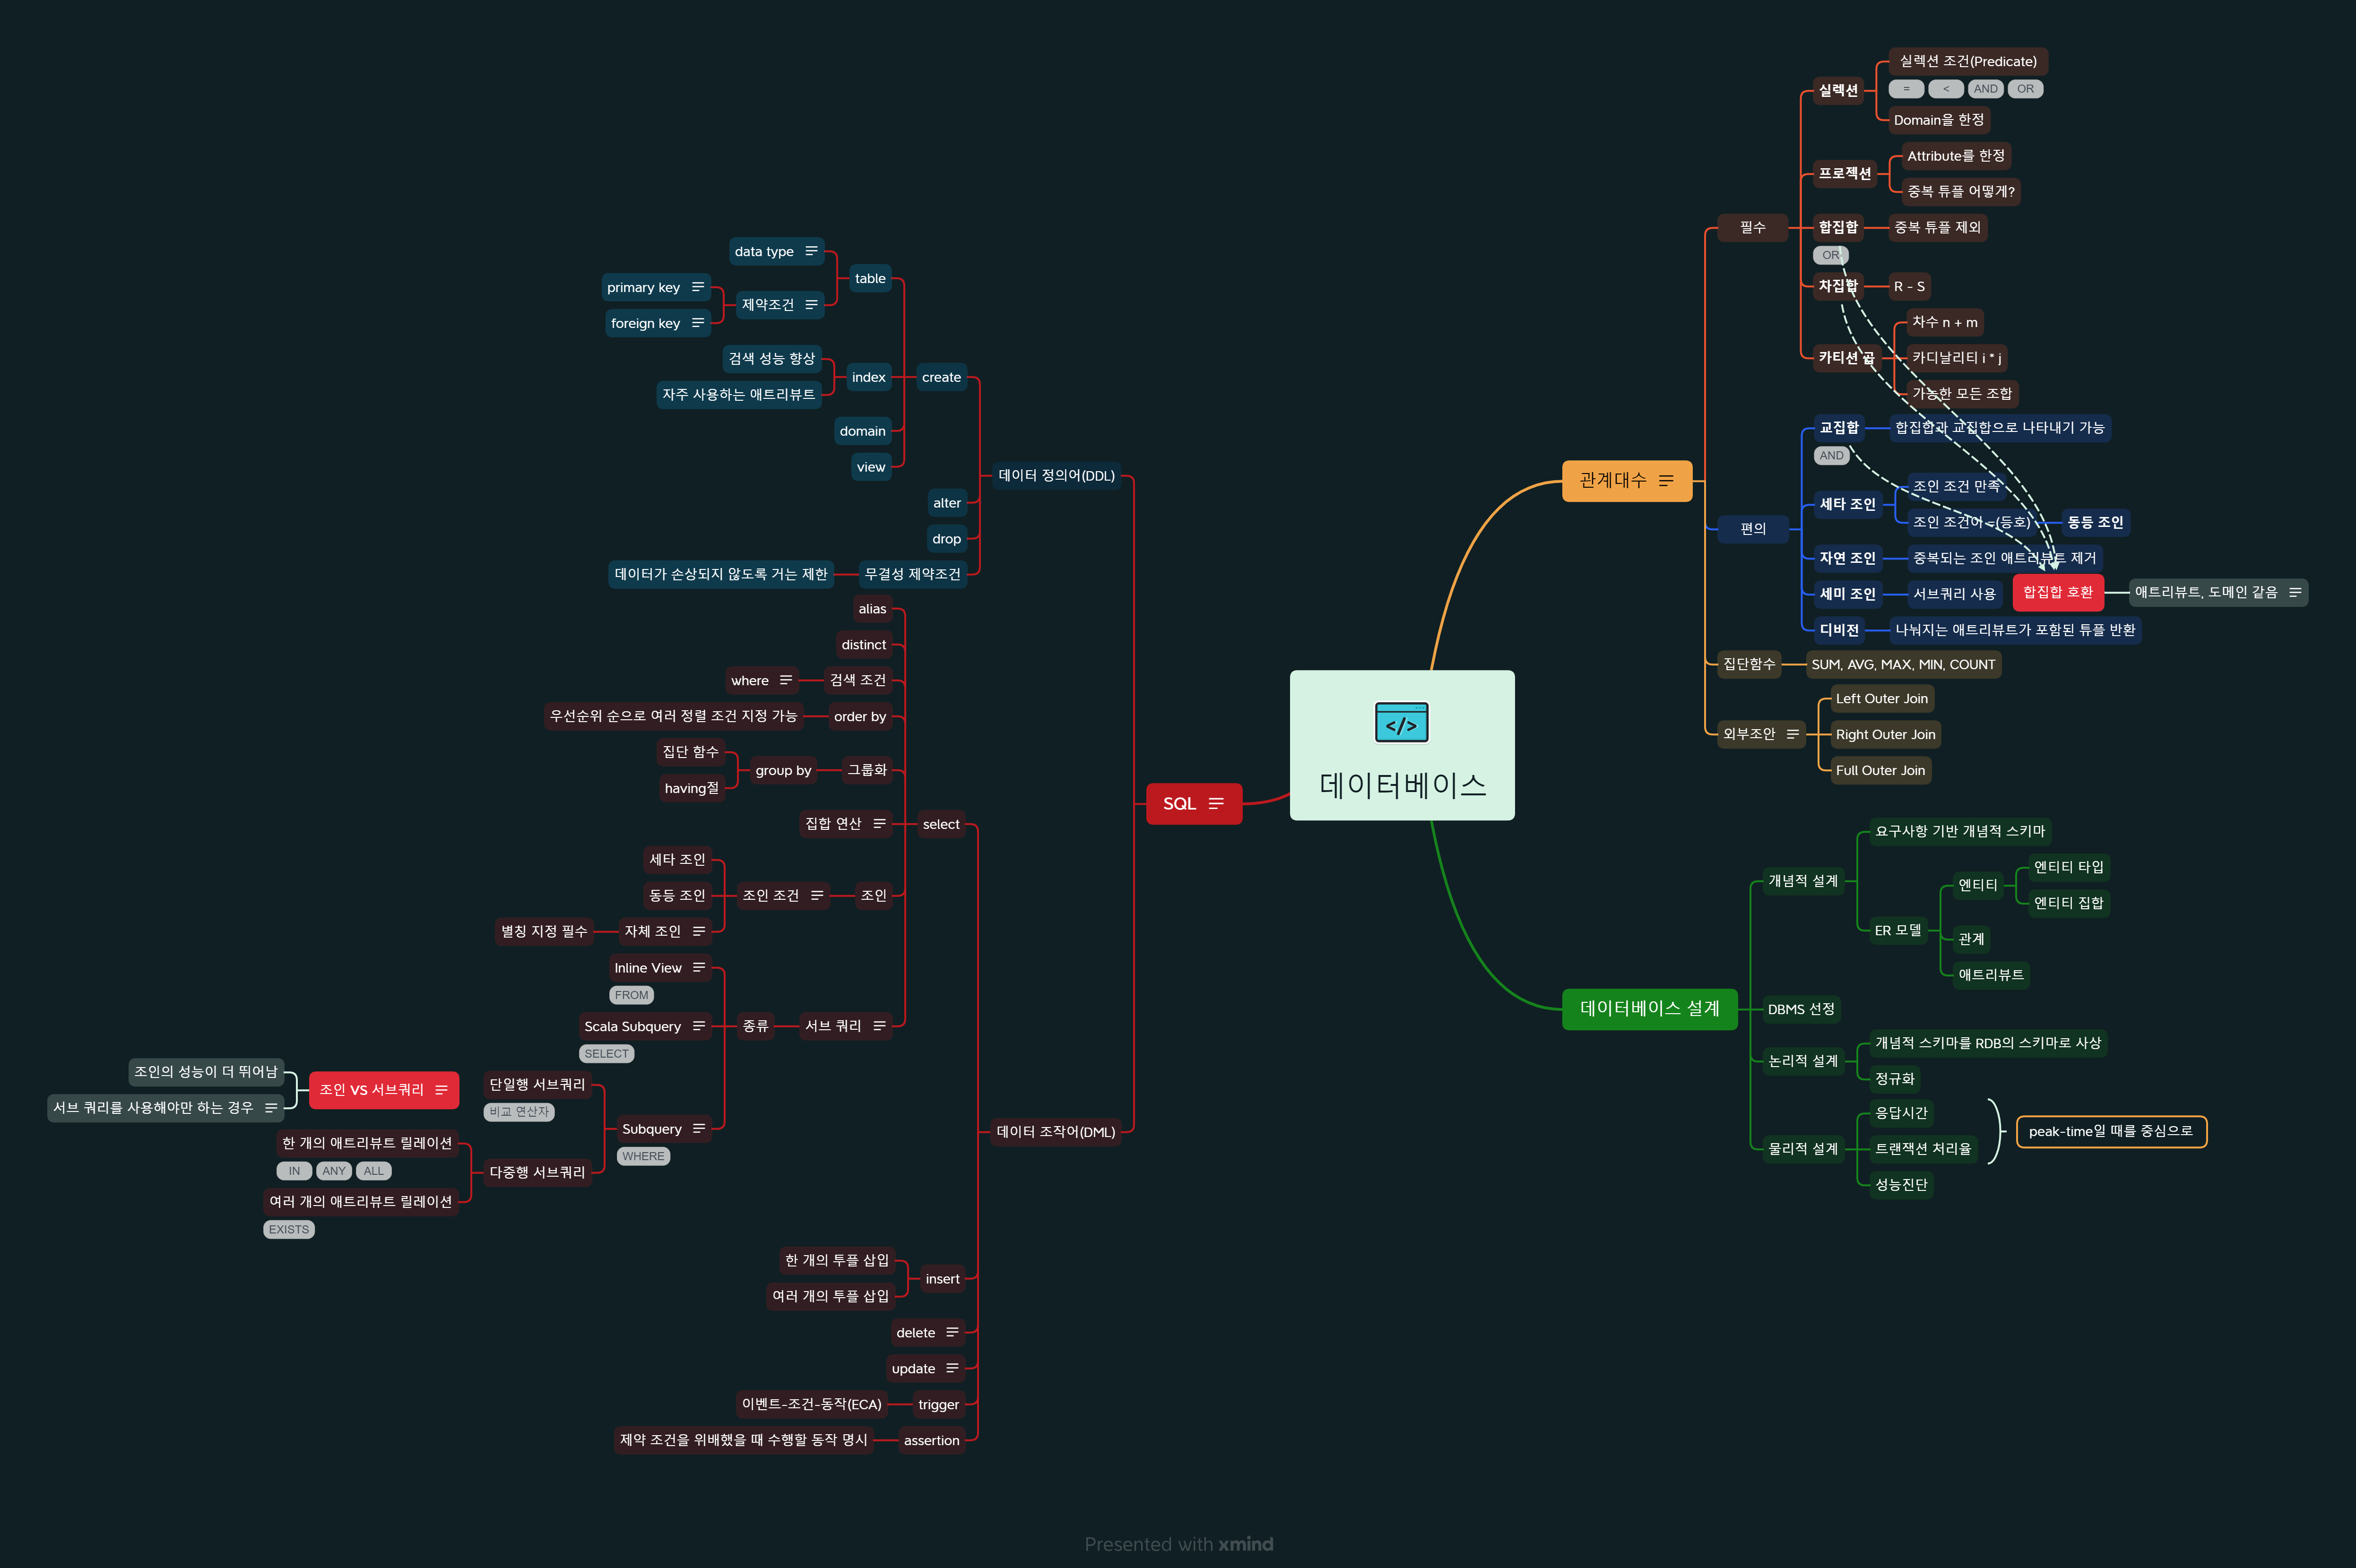 데이터베이스
관계대수
필수
실렉션
실렉션 조건(Predicate)
= < AND OR
Domain을 한정
프로젝션
Attribute를 한정
중복 튜플 어떻게?
합집합
OR
중복 튜플 제외
차집합
R - S
카티션 곱
차수 n + m
카디날리티 i * j
가능한 모든 조합
편의
교집합
AND
합집합과 교집합으로 나타내기 가능
세타 조인
조인 조건 만족
조인 조건이 =(등호)
동등 조인
자연 조인
중복되는 조인 애트리뷰트 제거
세미 조인
서브쿼리 사용
디비전
나눠지는 애트리뷰트가 포함된 튜플 반환
합집합 호환
애트리뷰트, 도메인 같음
집단함수
SUM, AVG, MAX, MIN, COUNT
외부조안
Left Outer Join
Right Outer Join
Full Outer Join
데이터베이스 설계
개념적 설계
요구사항 기반 개념적 스키마
ER 모델
엔티티
엔티티 타입
엔티티 집합
관계
애트리뷰트
DBMS 선정
논리적 설계
개념적 스키마를 RDB의 스키마로 사상
정규화
물리적 설계
응답시간
트랜잭션 처리율
성능진단
peak-time일 때를 중심으로
SQL
데이터 정의어(DDL)
create
table
data type
제약조건
primary key
foreign key
index
검색 성능 향상
자주 사용하는 애트리뷰트
domain
view
alter
drop
무결성 제약조건
데이터가 손상되지 않도록 거는 제한
데이터 조작어(DML)
select
alias
distinct
검색 조건
where
order by
우선순위 순으로 여러 정렬 조건 지정 가능
그룹화
group by
집단 함수
having절
집합 연산
조인
조인 조건
세타 조인
동등 조인
자체 조인
별칭 지정 필수
서브 쿼리
종류
Inline View
FROM
Scala Subquery
SELECT
Subquery
WHERE
단일행 서브쿼리
비교 연산자
다중행 서브쿼리
한 개의 애트리뷰트 릴레이션
IN ANY ALL
여러 개의 애트리뷰트 릴레이션
EXISTS
조인 VS 서브쿼리
조인의 성능이 더 뛰어남
서브 쿼리를 사용해야만 하는 경우
insert
한 개의 투플 삽입
여러 개의 투플 삽입
delete
update
trigger
이벤트-조건-동작(ECA)
assertion
제약 조건을 위배했을 때 수행할 동작 명시
Presented with xmind